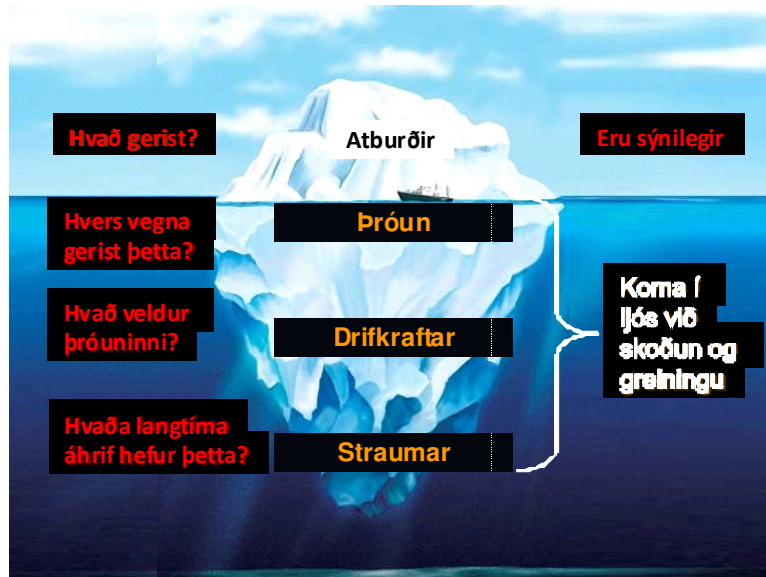 Hvað gerist?
Atburðir
Eru sýnilegir
Hvers vegna
gerist þetta?
Þróun
Hvað veldur
þróuninni?
Drifkraftar
Hvaða langtíma
áhrif hefur þetta?
Straumar
Koma í
ljós við
skoðun og
greiningu